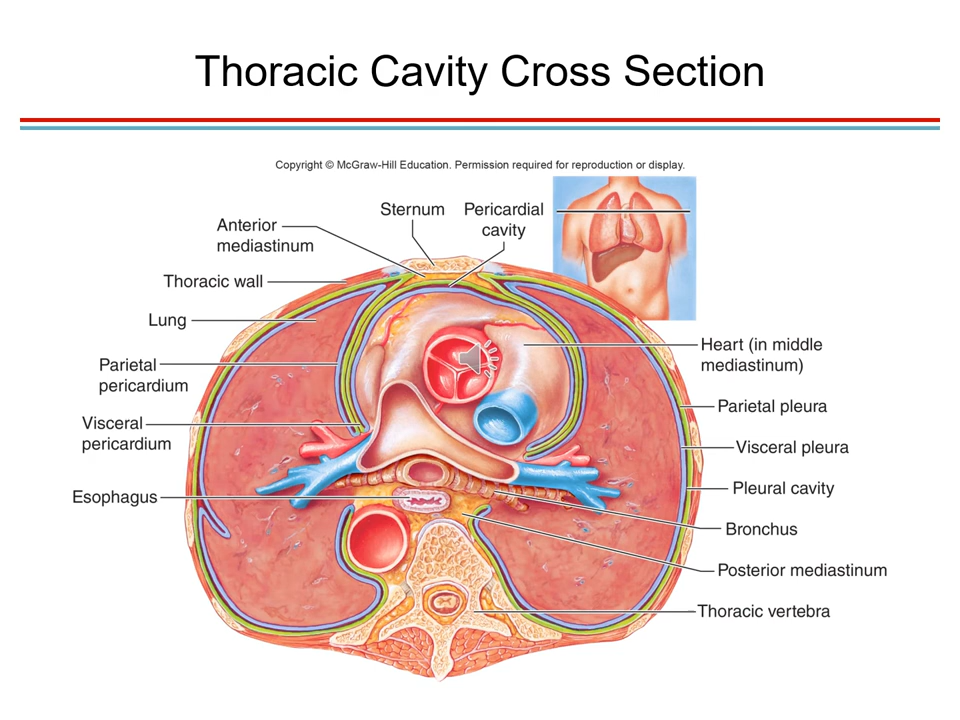 Thoracic Cavity Cross Section
Copyright © McGraw-Hill Education. Permission required for reproduction or display.
Sternum
Pericardial
cavity
Anterior
mediastinum
Thoracic wall
Lung
Parietal
pericardium
Visceral
pericardium
Esophagus
Heart (in middle
mediastinum)
Parietal pleura
Visceral pleura
Pleural cavity
Bronchus
Posterior mediastinum
Thoracic vertebra